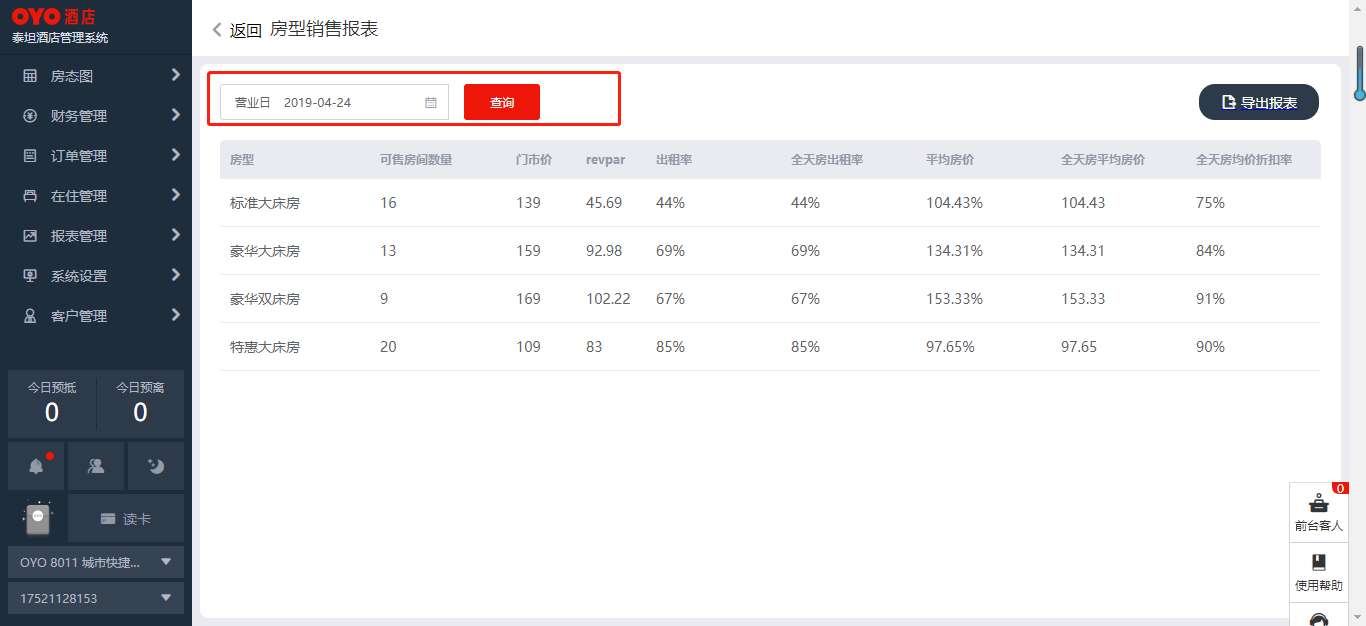 OYO 酒店
泰坦酒店管理系统
房态图
财务管理
订单管理
在住管理
报表管理
系统设置
客户管理
今日预抵 今日预离
0 0
读卡
OYO 8011 城市快捷...
17521128153
返回 房型销售报表
营业日 2019-04-24 查询 导出报表
房型 可售房间数量 门市价 revpar 出租率 全天房出租率 平均房价 全天房平均房价 全天房均价折扣率
标准大床房 16 139 45.69 44% 44% 104.43% 104.43 75%
豪华大床房 13 159 92.98 69% 69% 134.31% 134.31 84%
豪华双床房 9 169 102.22 67% 67% 153.33% 153.33 91%
特惠大床房 20 109 83 85% 85% 97.65% 97.65 90%
0
前台客人
使用帮助